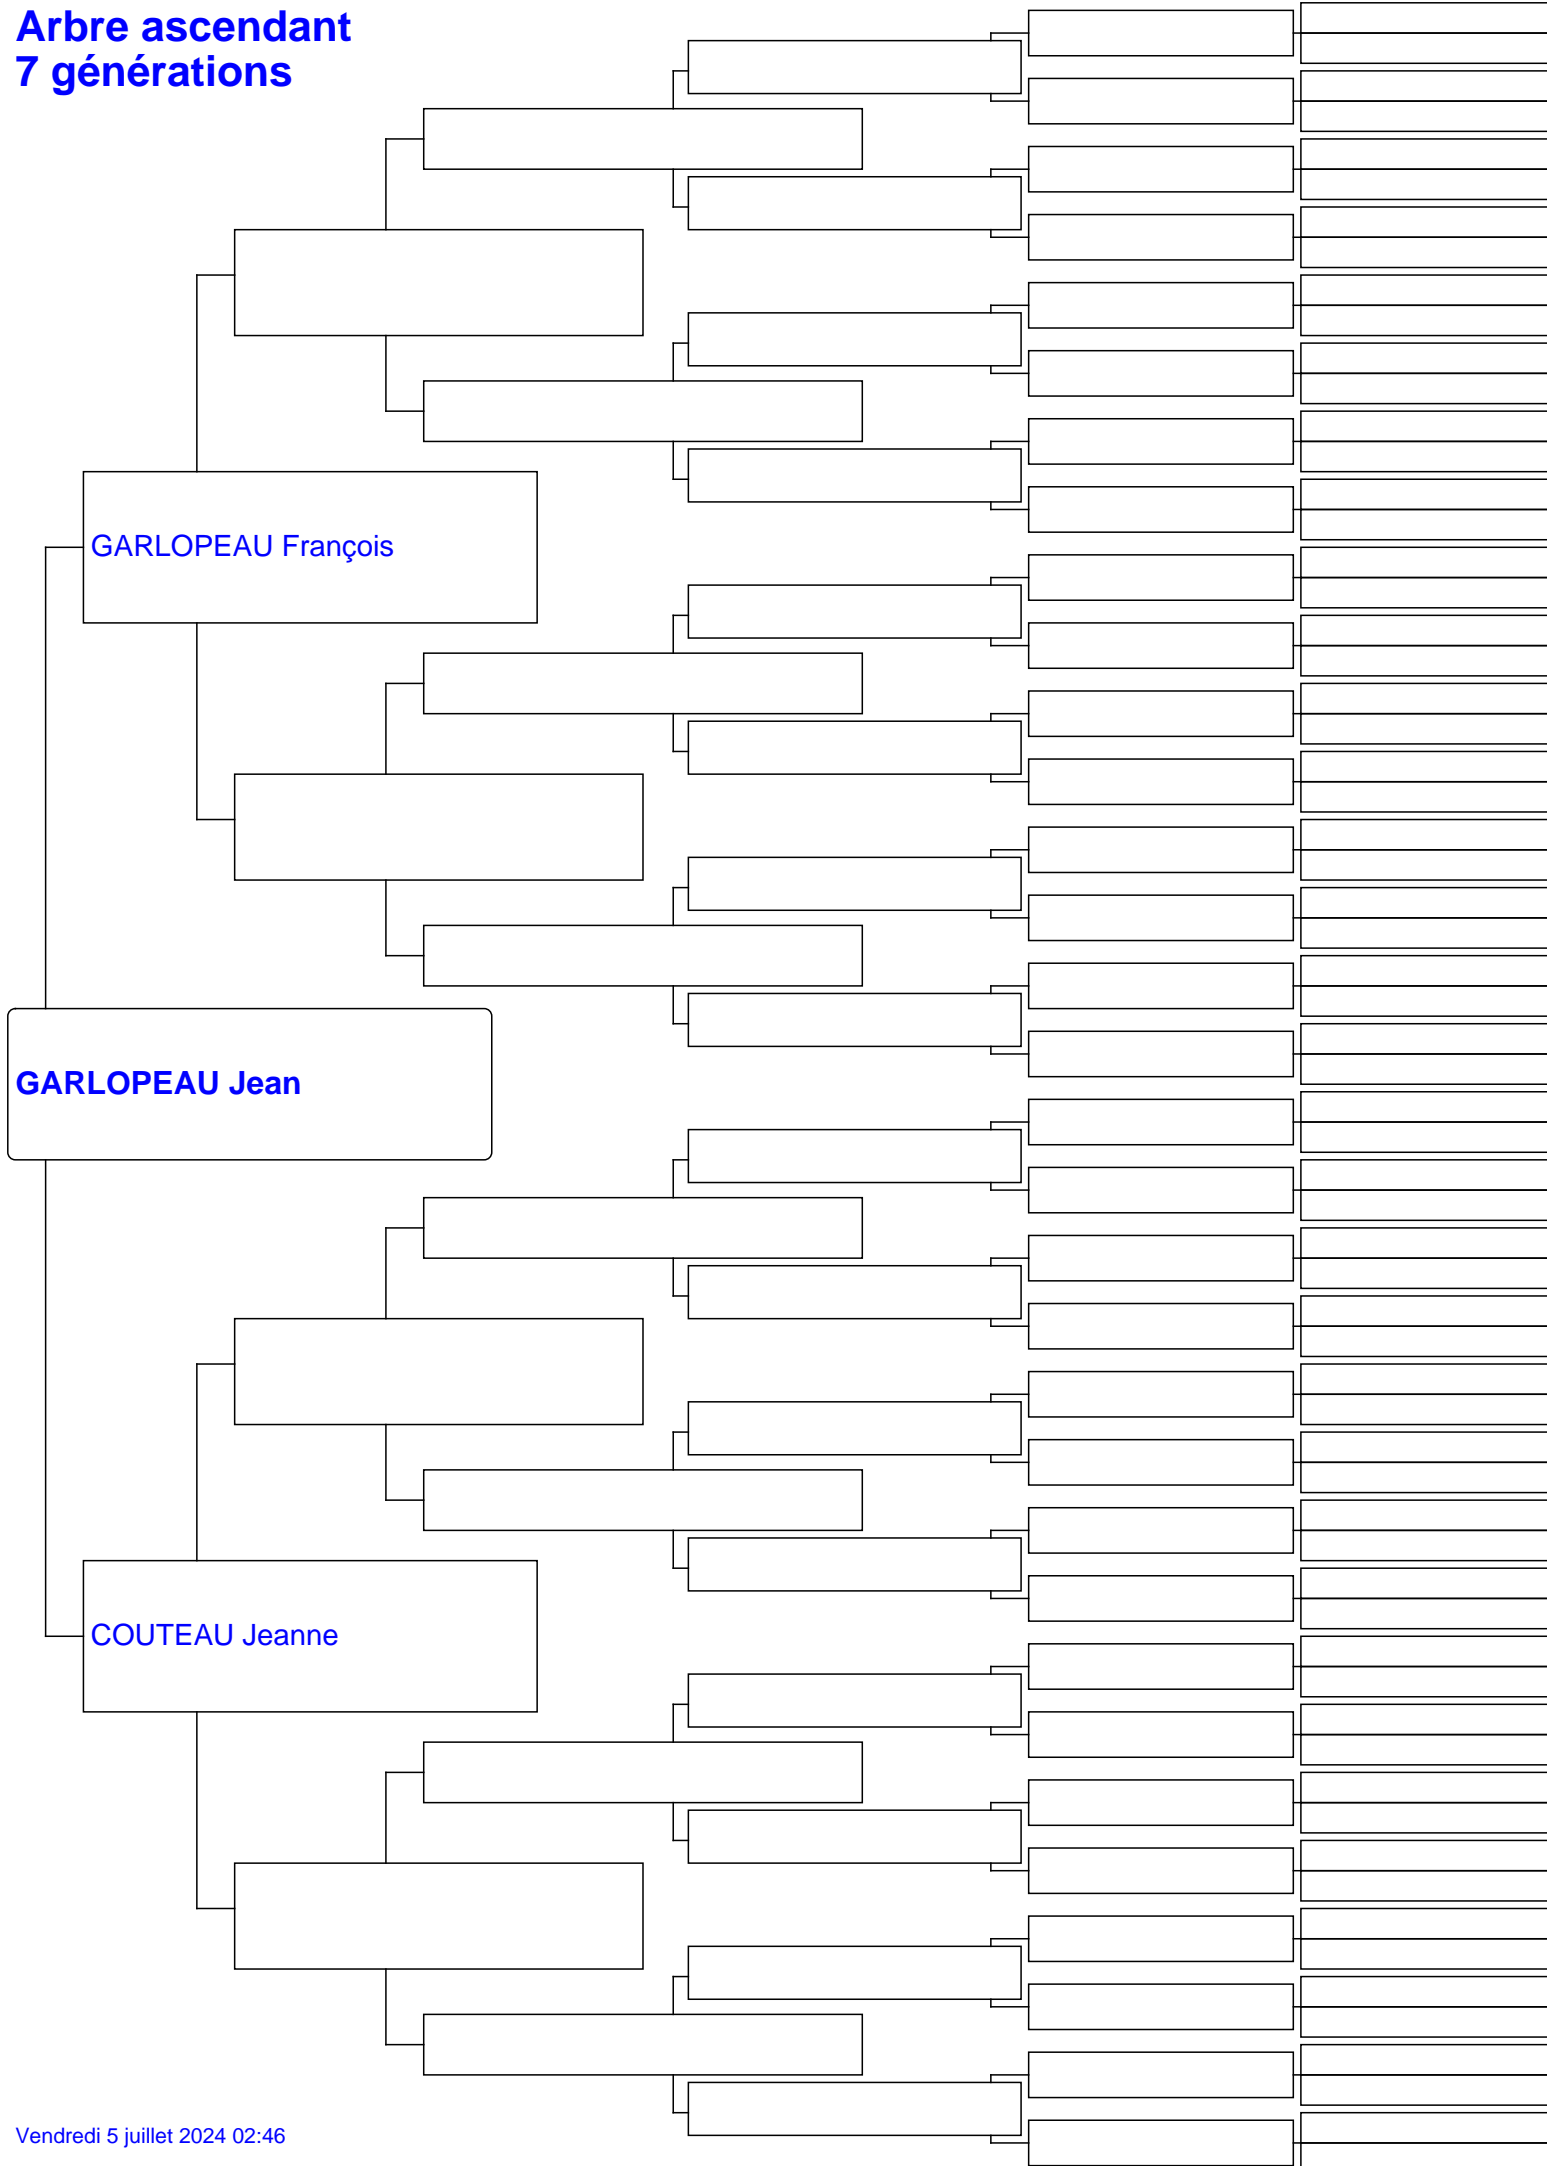 Arbre ascendant
7 générations
GARLOPEAU François
GARLOPEAU Jean
COUTEAU Jeanne
Vendredi 5 juillet 2024 02:46